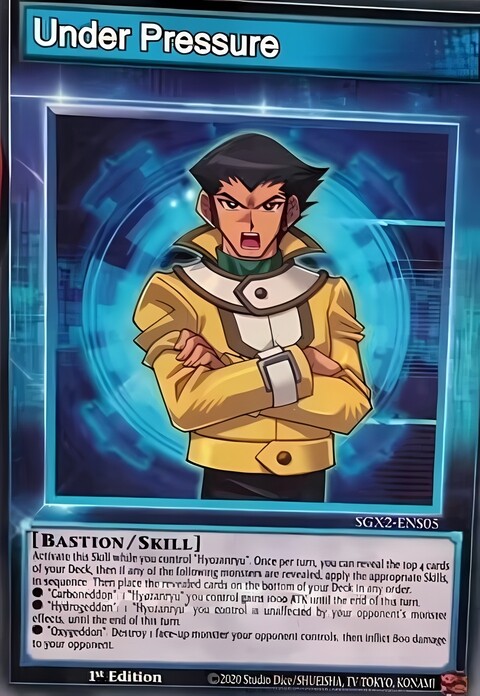 Under Pressure
SGX2-ENS05
[BASTION/SKILL]
Activate this Skill while you control "Hyozanryu". Once per turn, you can reveal the top 4 cards
of your Deck, then if any of the following monsters are revealed, apply the appropriate Skills,
in sequence. Then place the revealed cards on the bottom of your Deck in any order.
● "Carboneddon": 1 "Hyozanryu" you control gains 1000 ATK until the end of this turn.
● "Hydrogeddon": 1 "Hyozanryu" you control is unaffected by your opponent's monster
effects, until the end of this turn.
● "Oxygeddon": Destroy 1 face-up monster your opponent controls, then inflict 800 damage
to your opponent.
1st Edition
©2020 Studio Dice/SHUEISHA, TV TOKYO, KONAMI